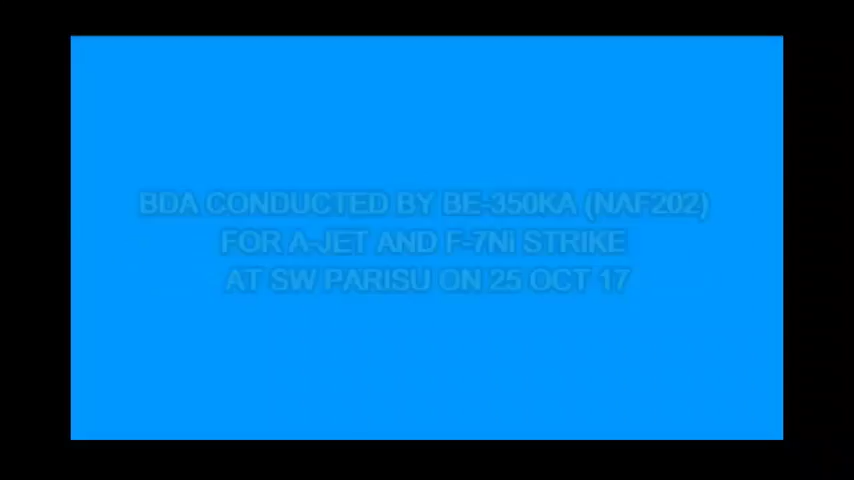 BDA CONDUCTED BY BE-350KA (NAF202)
FOR A-JET AND F-7Ni STRIKE
AT SW PARISU ON 25 OCT 17